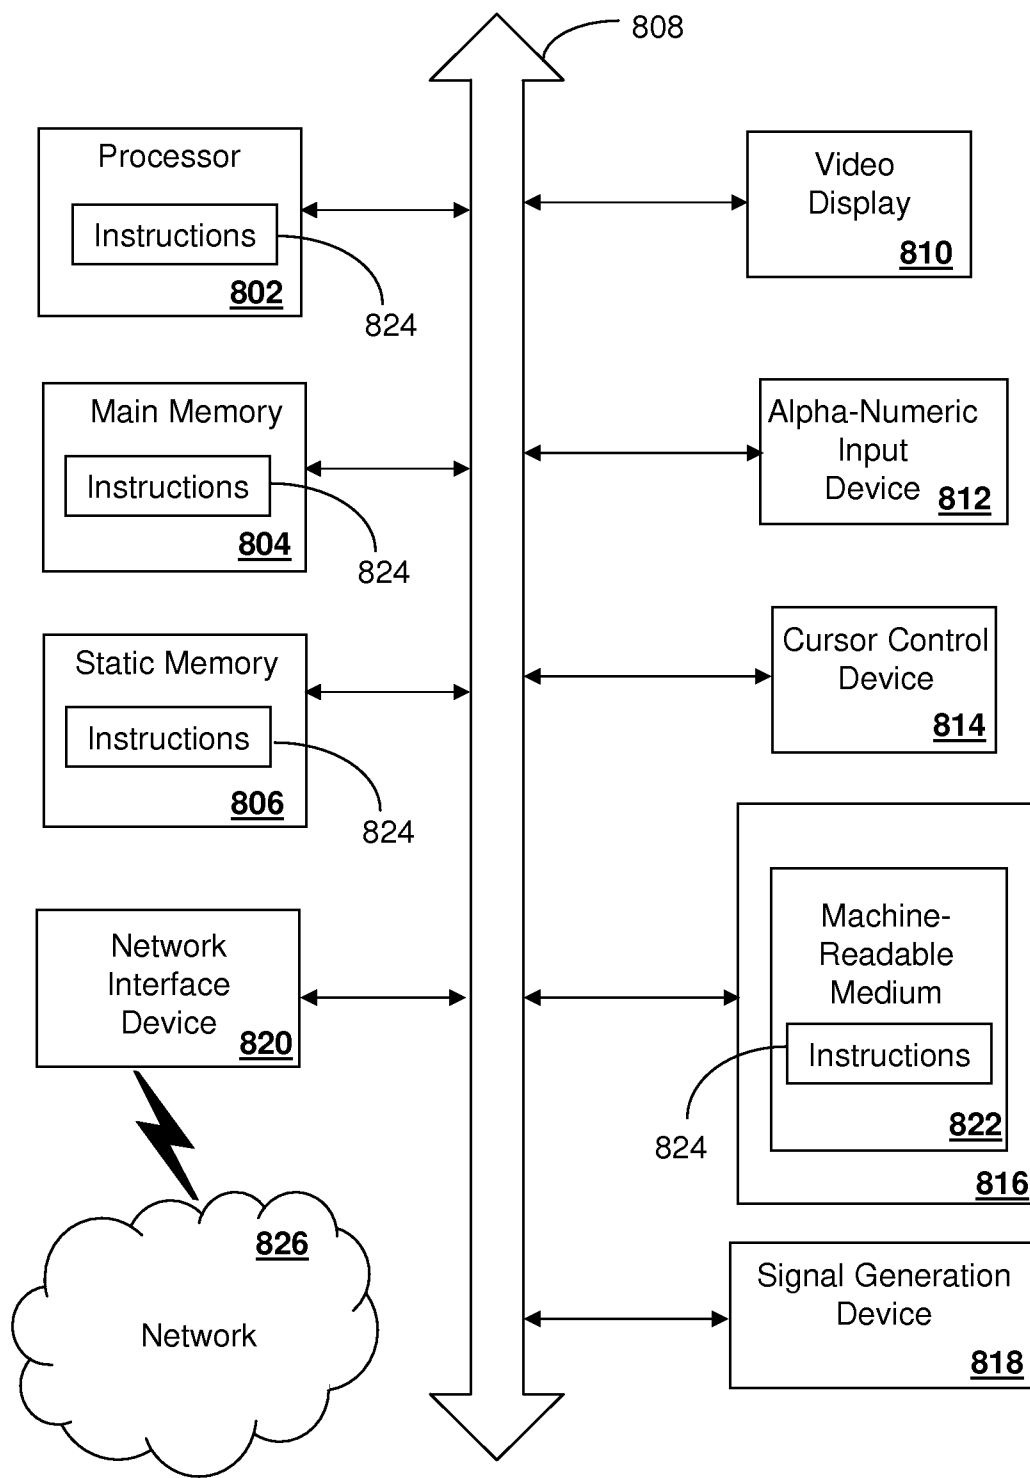 808
Processor
Instructions
802
824
Main Memory
Instructions
804
824
Static Memory
Instructions
806
824
Network
Interface
Device
820
826
Network
Video
Display
810
Alpha-Numeric
Input
Device
812
Cursor Control
Device
814
Machine-
Readable
Medium
Instructions
822
824
816
Signal Generation
Device
818